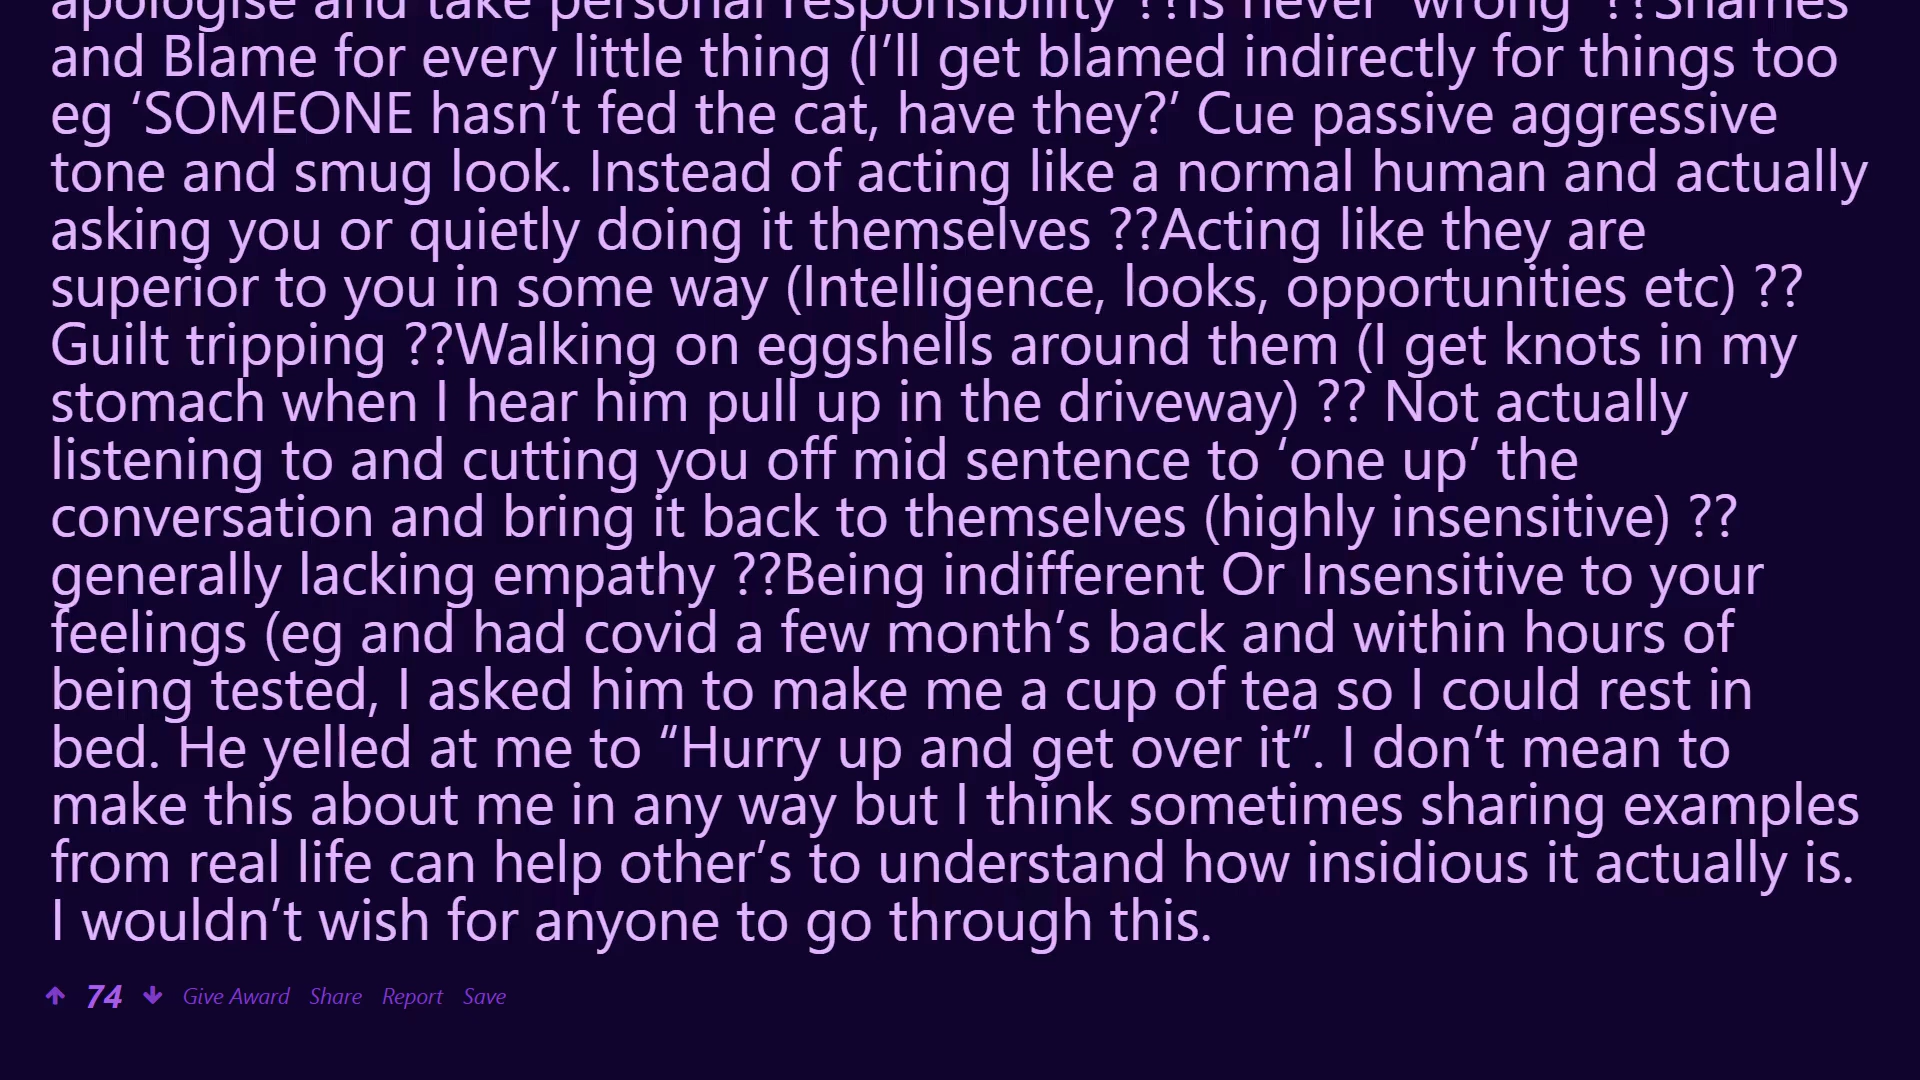 apologise and take personal responsibility ??Is never ‘wrong’ ??Shames
and Blame for every little thing (I’ll get blamed indirectly for things too
eg ‘SOMEONE hasn’t fed the cat, have they?’ Cue passive aggressive
tone and smug look. Instead of acting like a normal human and actually
asking you or quietly doing it themselves ??Acting like they are
superior to you in some way (Intelligence, looks, opportunities etc) ??
Guilt tripping ??Walking on eggshells around them (I get knots in my
stomach when I hear him pull up in the driveway) ?? Not actually
listening to and cutting you off mid sentence to ‘one up’ the
conversation and bring it back to themselves (highly insensitive) ??
generally lacking empathy ??Being indifferent Or Insensitive to your
feelings (eg and had covid a few month’s back and within hours of
being tested, I asked him to make me a cup of tea so I could rest in
bed. He yelled at me to “Hurry up and get over it”. I don’t mean to
make this about me in any way but I think sometimes sharing examples
from real life can help other’s to understand how insidious it actually is.
I wouldn’t wish for anyone to go through this.
74 Give Award Share Report Save